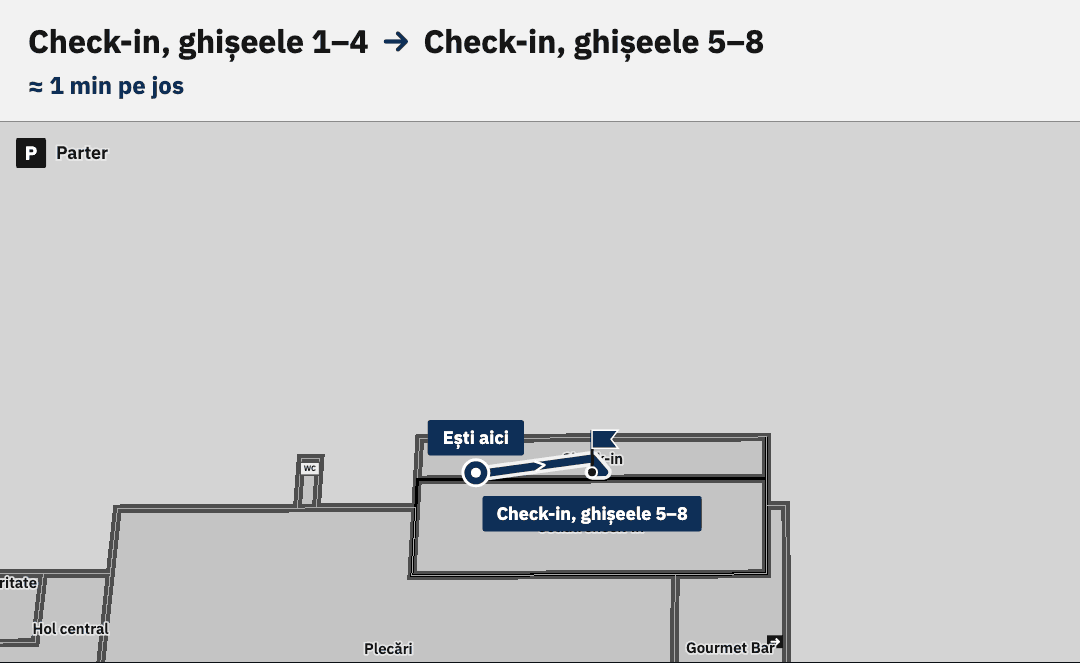 Check-in, ghișeele 1–4 → Check-in, ghișeele 5–8
≈ 1 min pe jos
P Parter
Ești aici
WC
Check-in, ghișeele 5–8
ritate
Hol central
Plecări
Gourmet Bar